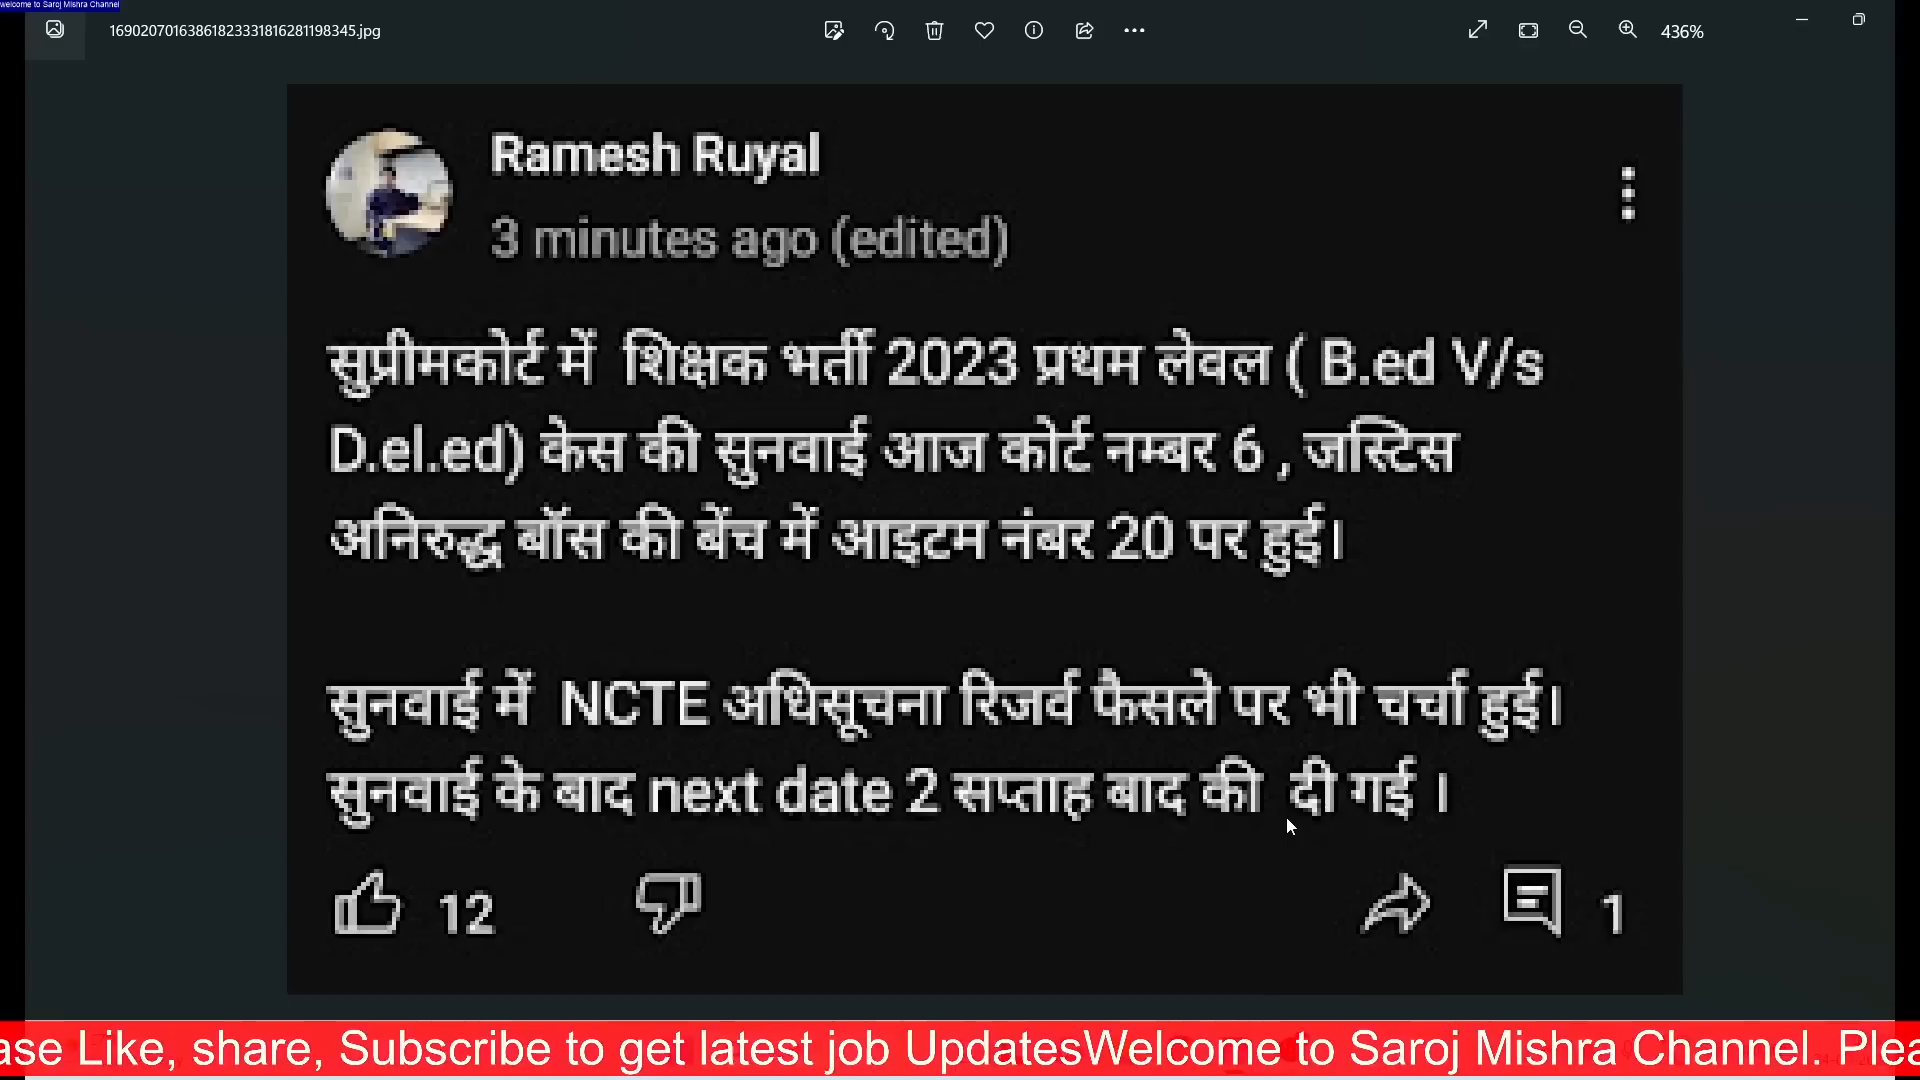 welcome to Saroj Mishra Channel
16902070163861823331816281198345.jpg
436%
Ramesh Ruyal
3 minutes ago (edited)
सुप्रीमकोर्ट में शिक्षक भर्ती 2023 प्रथम लेवल ( B.ed V/s
D.el.ed) केस की सुनवाई आज कोर्ट नम्बर 6 , जस्टिस
अनिरुद्ध बॉस की बेंच में आइटम नंबर 20 पर हुई।
सुनवाई में NCTE अधिसूचना रिजर्व फैसले पर भी चर्चा हुई।
सुनवाई के बाद next date 2 सप्ताह बाद की दी गई ।
12
1
ase Like, share, Subscribe to get latest job UpdatesWelcome to Saroj Mishra Channel. Plea